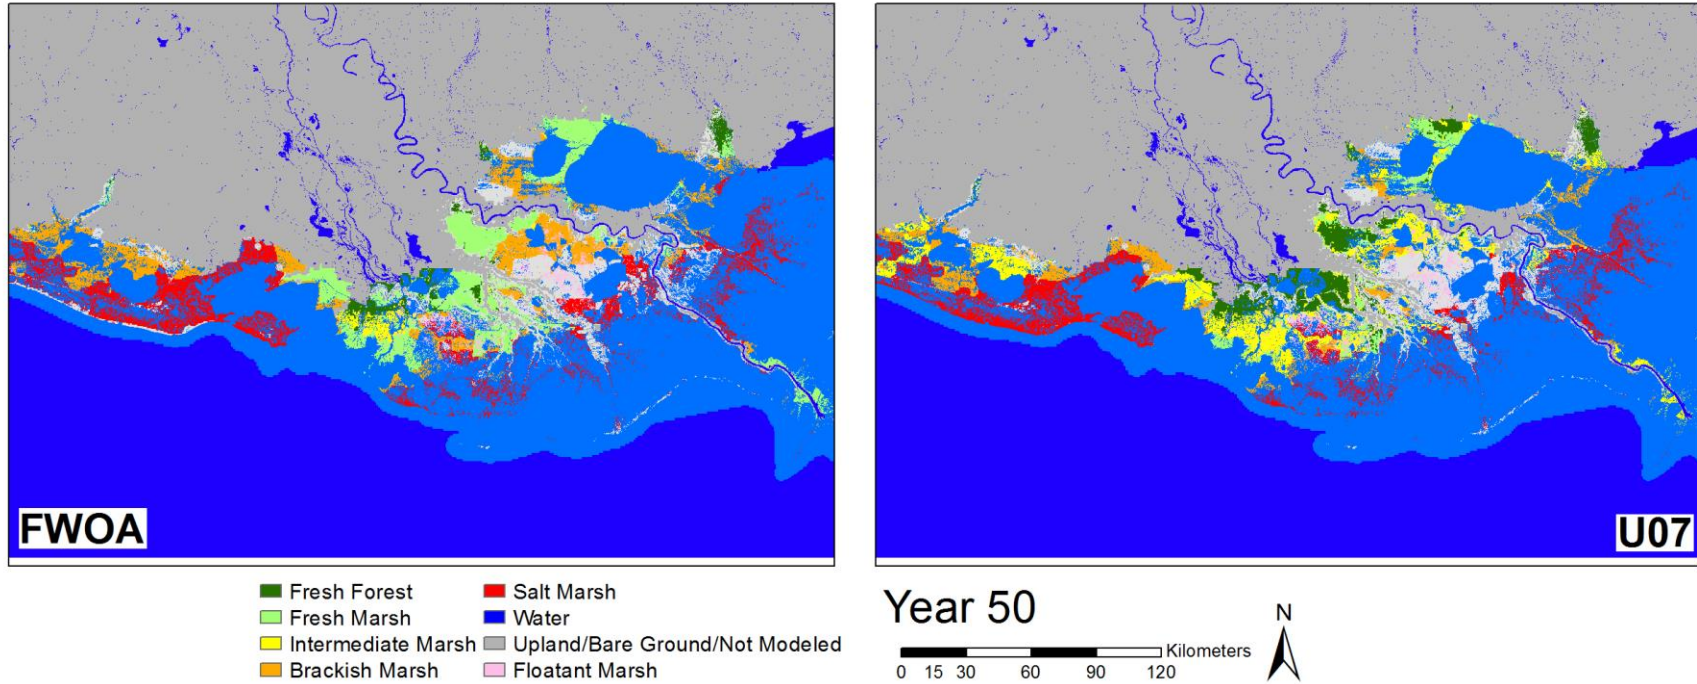 FWOA
U07
Fresh Forest
Fresh Marsh
Intermediate Marsh
Brackish Marsh
Salt Marsh
Water
Upland/Bare Ground/Not Modeled
Floatant Marsh
Year 50
N
Kilometers
0 15 30 60 90 120